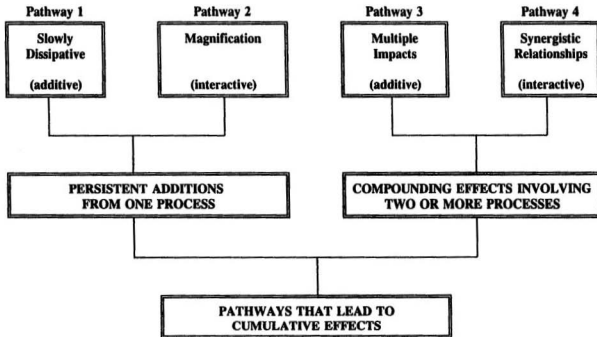 Pathway 1
Pathway 2
Pathway 3
Pathway 4
Slowly
Dissipative
(additive)
Magnification
(interactive)
Multiple
Impacts
(additive)
Synergistic
Relationships
(interactive)
PERSISTENT ADDITIONS
FROM ONE PROCESS
COMPOUNDING EFFECTS INVOLVING
TWO OR MORE PROCESSES
PATHWAYS THAT LEAD TO
CUMULATIVE EFFECTS